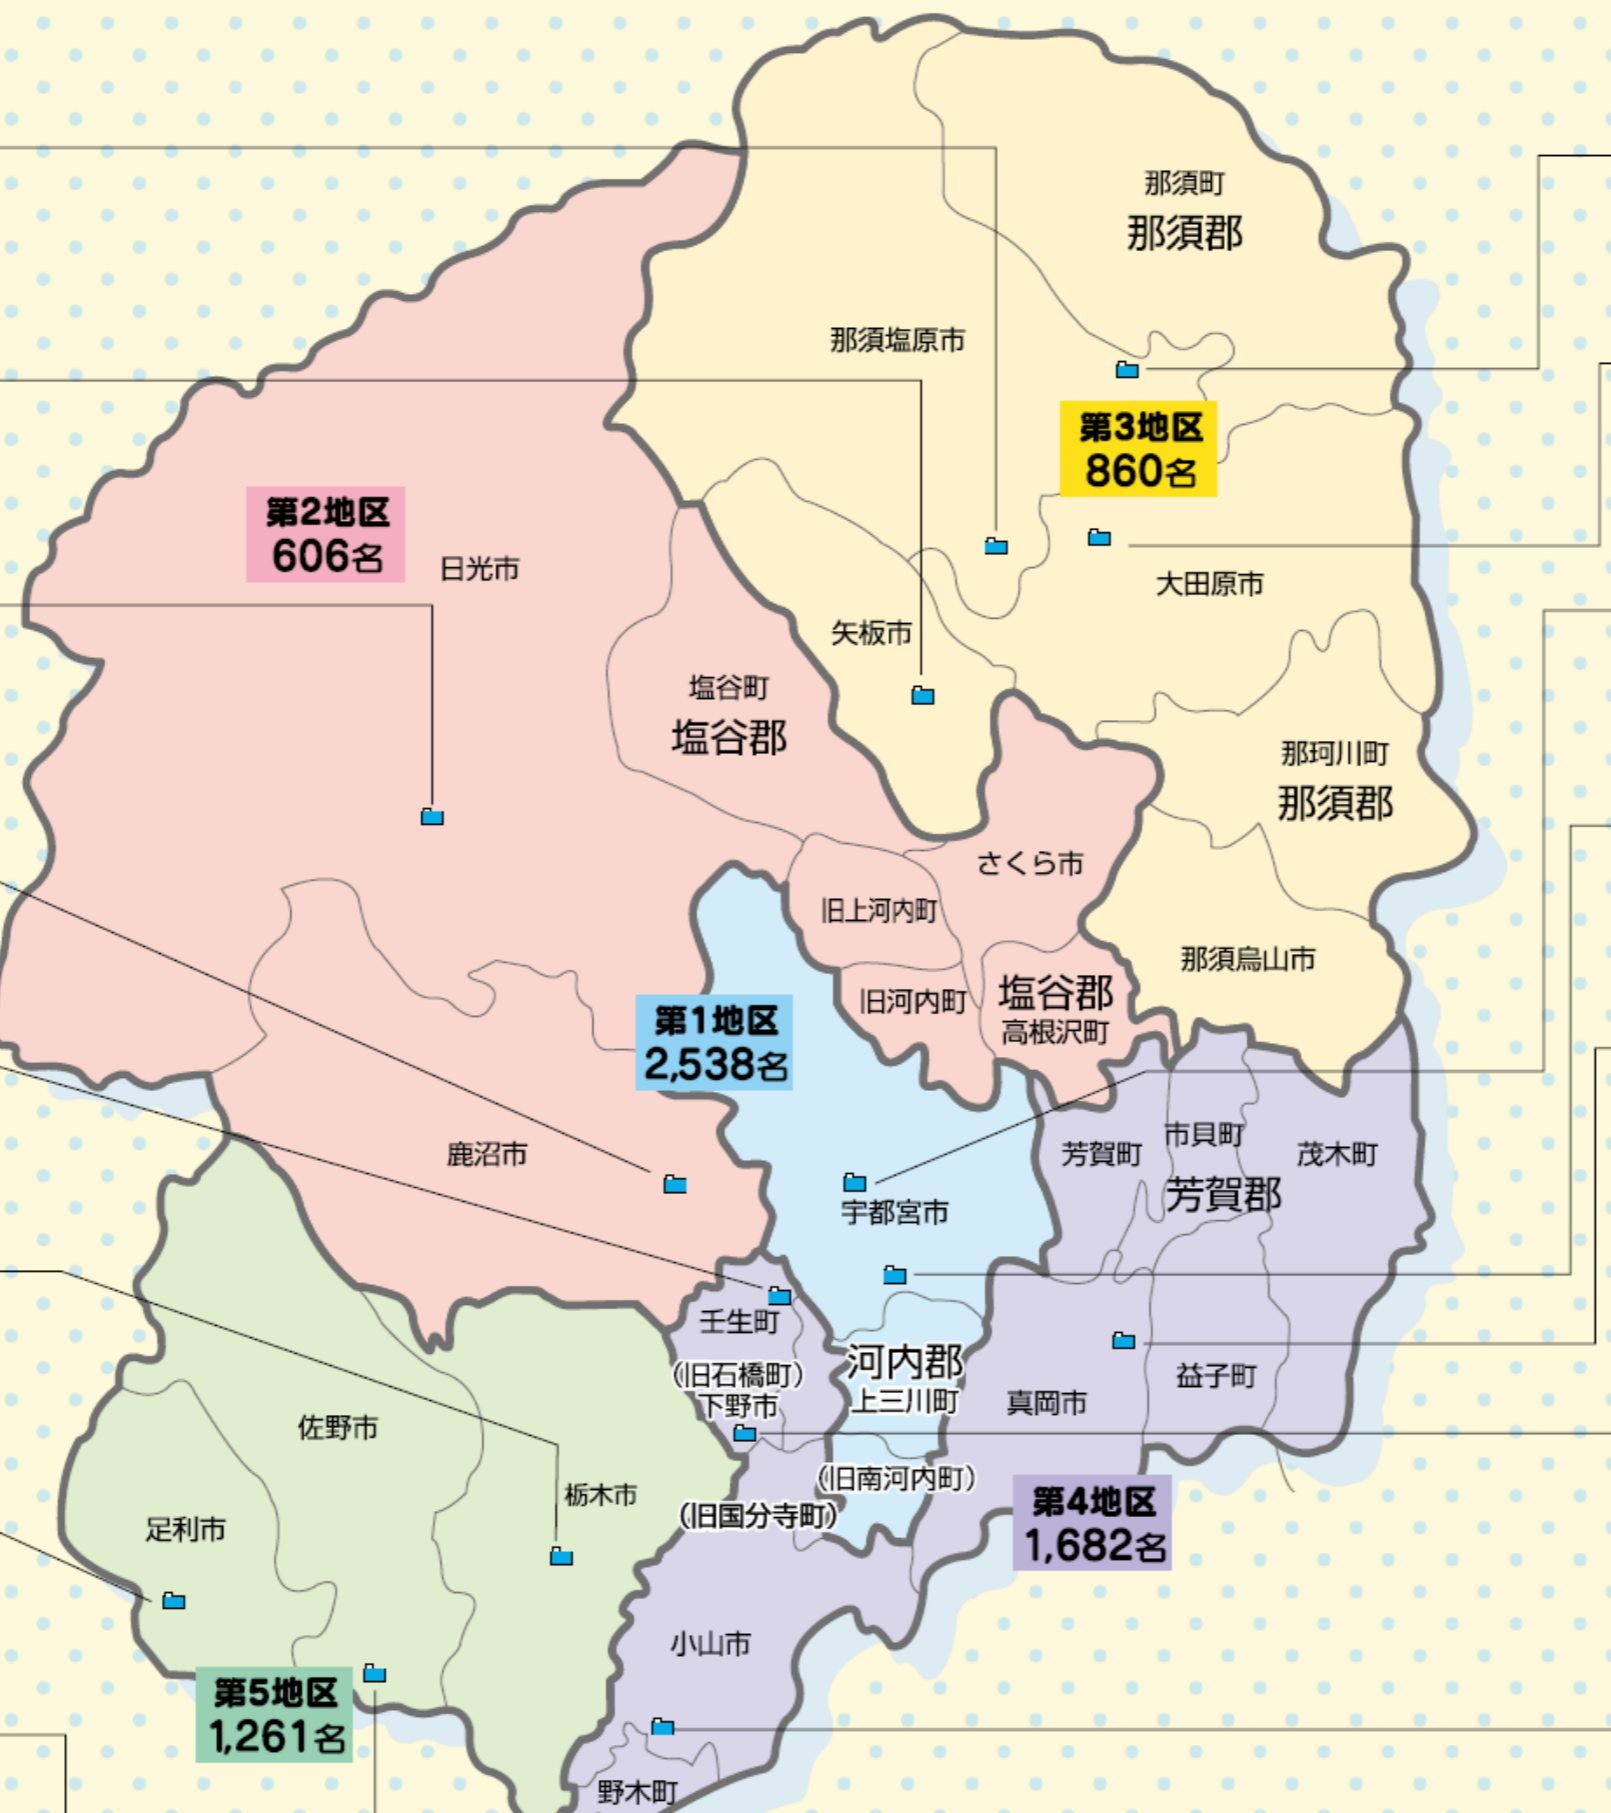 那須町
那須郡
那須塩原市
第3地区
860名
第2地区
606名
日光市
大田原市
矢板市
塩谷町
塩谷郡
那珂川町
那須郡
さくら市
旧上河内町
那須烏山市
旧河内町
塩谷郡
高根沢町
第1地区
2,538名
鹿沼市
芳賀町
市貝町
茂木町
芳賀郡
宇都宮市
壬生町
(旧石橋町)
下野市
河内郡
上三川町
真岡市
益子町
佐野市
栃木市
(旧南河内町)
(旧国分寺町)
足利市
第4地区
1,682名
小山市
第5地区
1,261名
野木町